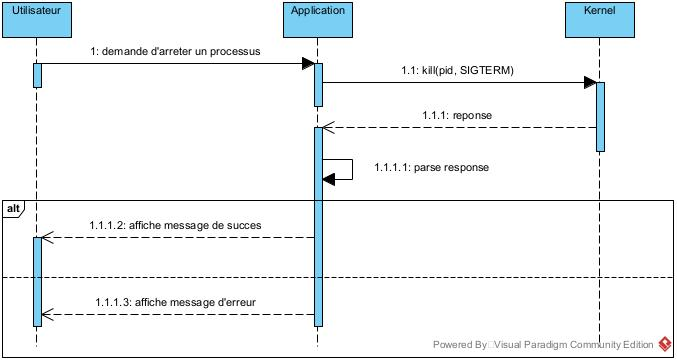 Utilisateur
Application
Kernel
1: demande d'arreter un processus
1.1: kill(pid, SIGTERM)
1.1.1: reponse
1.1.1.1: parse response
alt
1.1.1.2: affiche message de succes
1.1.1.3: affiche message d'erreur
Powered By Visual Paradigm Community Edition